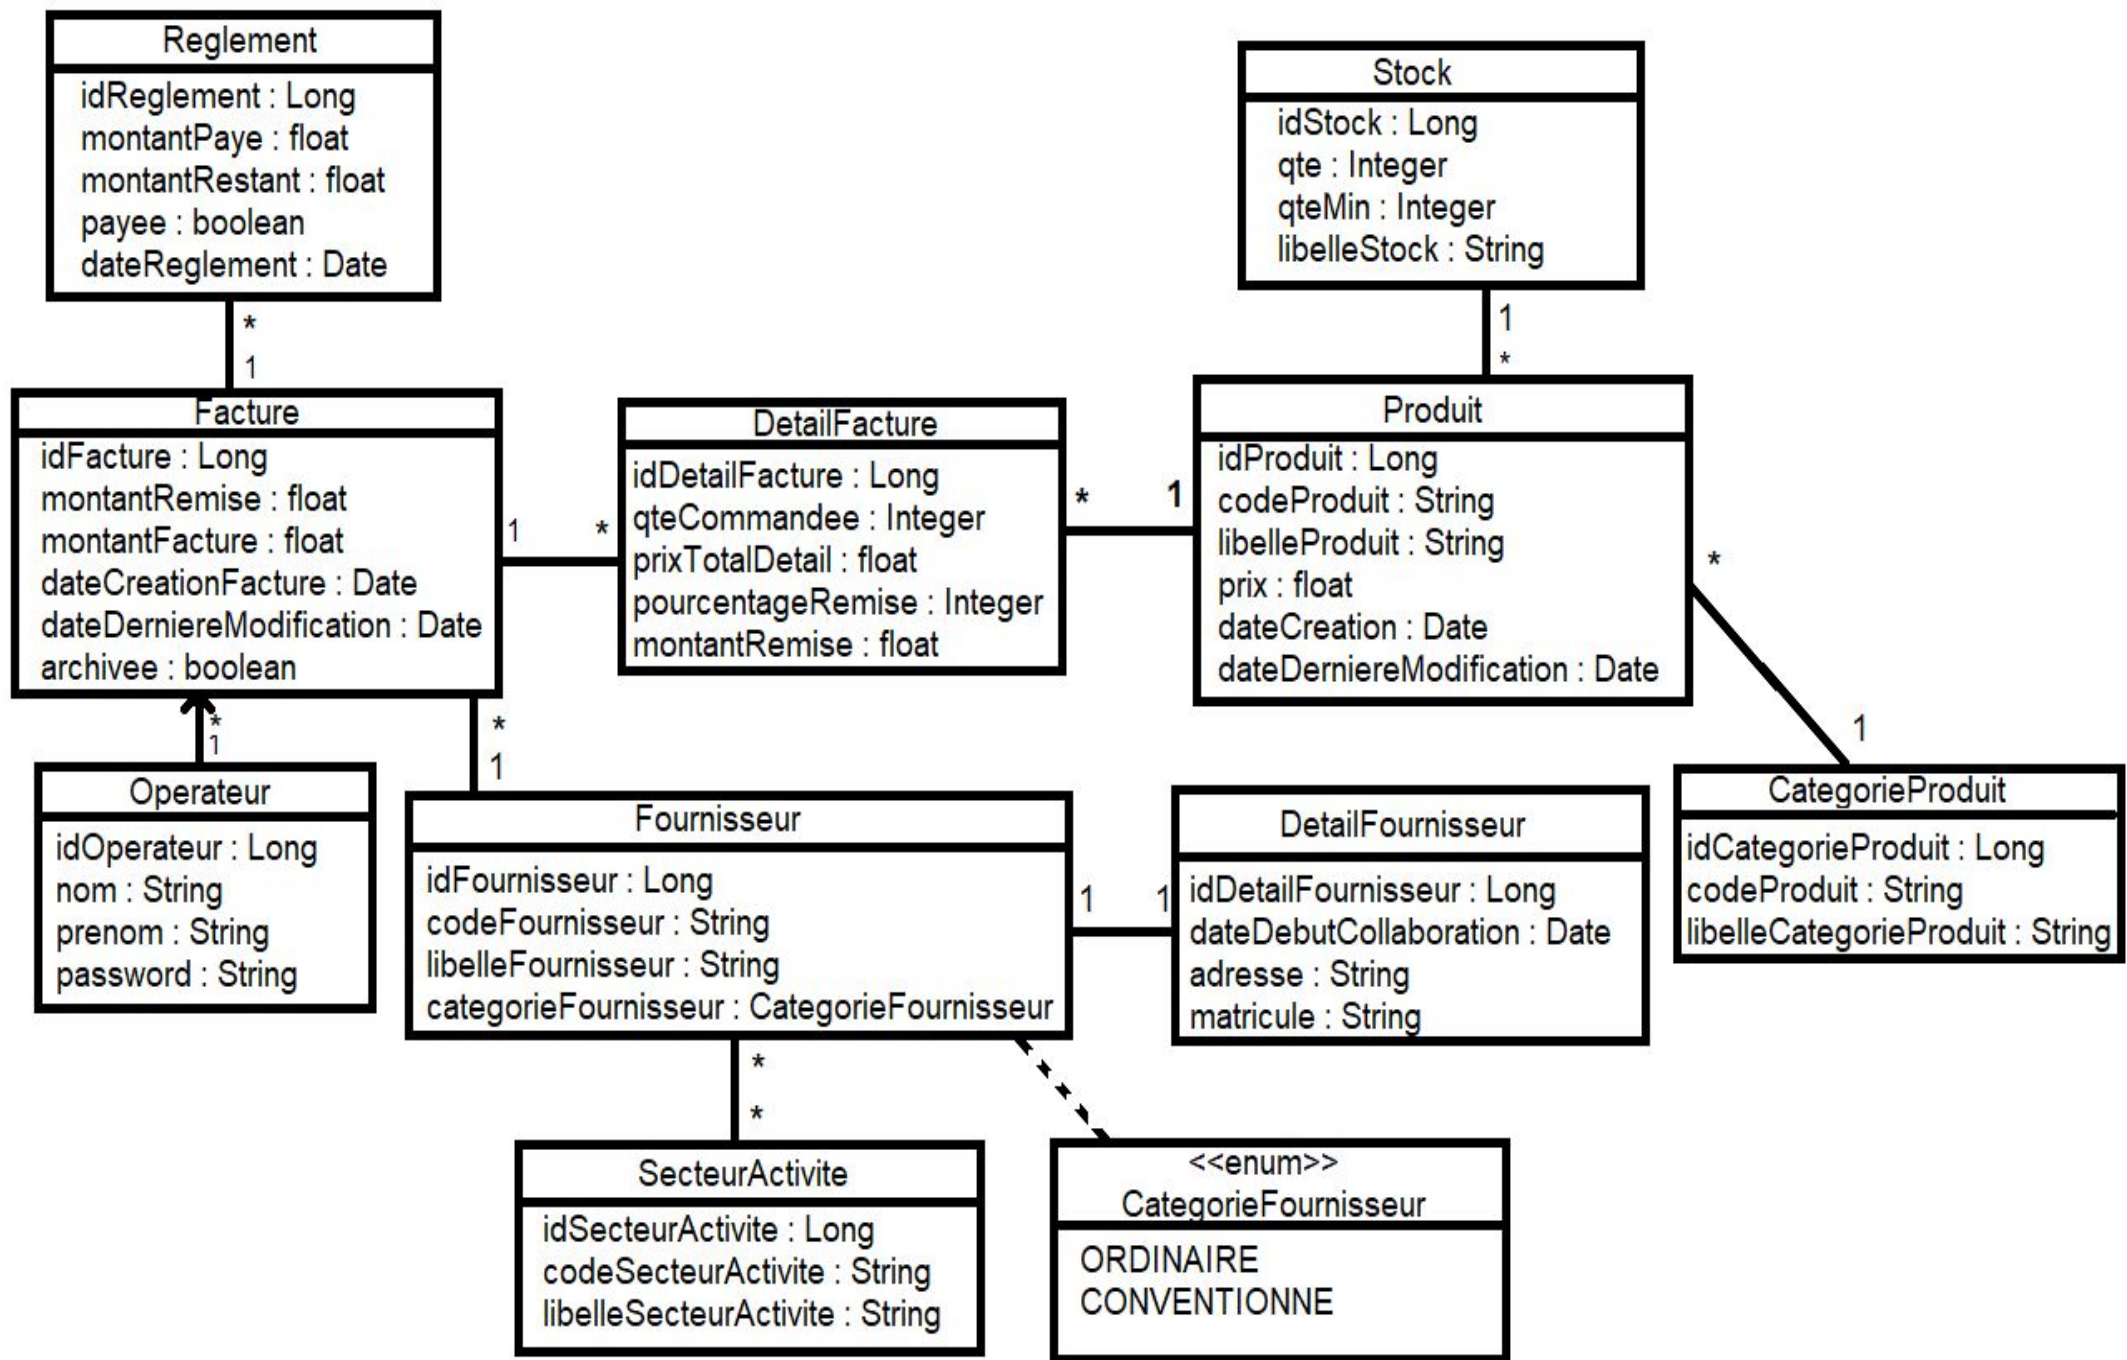 Reglement
idReglement : Long
montantPaye : float
montantRestant : float
payee : boolean
dateReglement : Date
*
1
Stock
idStock : Long
qte : Integer
qteMin : Integer
libelleStock : String
1
*
Facture
idFacture : Long
montantRemise : float
montantFacture : float
dateCreationFacture : Date
dateDerniereModification : Date
archivee : boolean
1
*
DetailFacture
idDetailFacture : Long
qteCommandee : Integer
prixTotalDetail : float
pourcentageRemise : Integer
montantRemise : float
*
1
Produit
idProduit : Long
codeProduit : String
libelleProduit : String
prix : float
dateCreation : Date
dateDerniereModification : Date
*
1
*
1
*
1
Operateur
idOperateur : Long
nom : String
prenom : String
password : String
Fournisseur
idFournisseur : Long
codeFournisseur : String
libelleFournisseur : String
categorieFournisseur : CategorieFournisseur
1
1
DetailFournisseur
idDetailFournisseur : Long
dateDebutCollaboration : Date
adresse : String
matricule : String
CategorieProduit
idCategorieProduit : Long
codeProduit : String
libelleCategorieProduit : String
*
*
SecteurActivite
idSecteurActivite : Long
codeSecteurActivite : String
libelleSecteurActivite : String
<<enum>>
CategorieFournisseur
ORDINAIRE
CONVENTIONNE